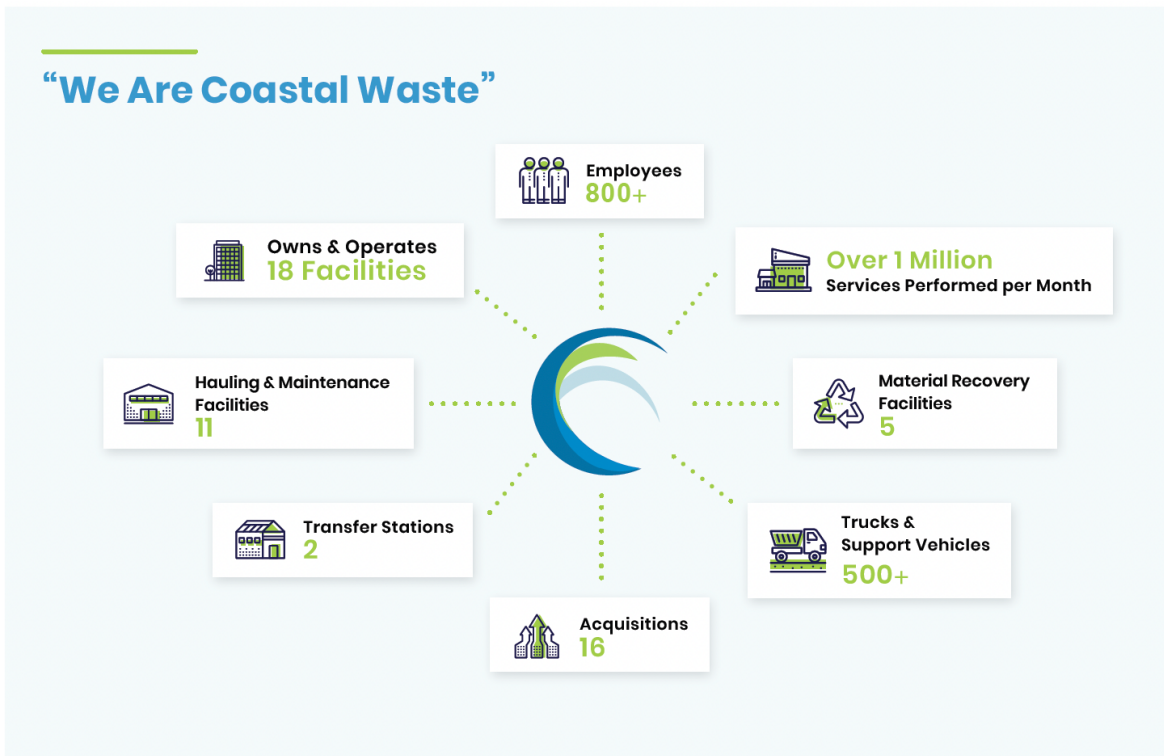 “We Are Coastal Waste”
Employees
800+
Owns & Operates
18 Facilities
Over 1 Million
Services Performed per Month
Hauling & Maintenance
Facilities
11
Material Recovery
Facilities
5
Transfer Stations
2
Trucks &
Support Vehicles
500+
Acquisitions
16